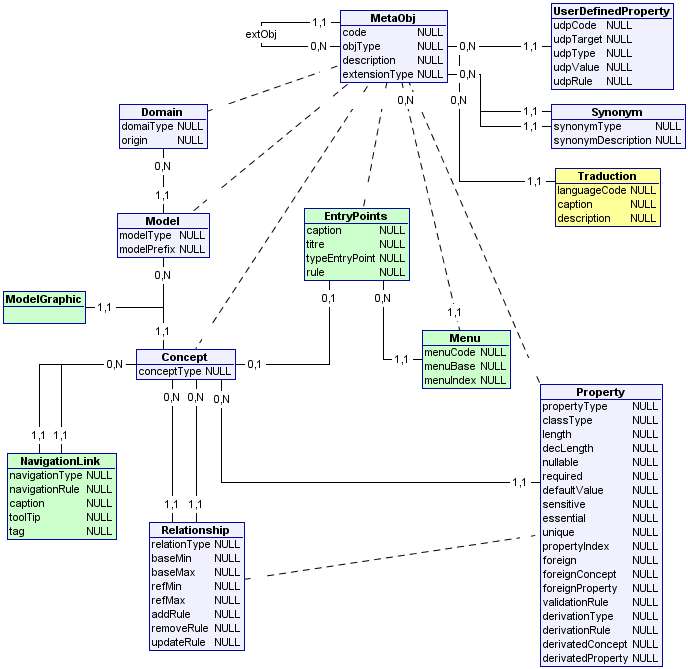 MetaObj
code NULL
objType NULL
description NULL
extensionType NULL
extObj
1,1
0,N
UserDefinedProperty
udpCode NULL
udpTarget NULL
udpType NULL
udpValue NULL
udpRule NULL
0,N
1,1
0,N
0,N
0,N
Synonym
synonymType NULL
synonymDescription NULL
1,1
1,1
Traduction
languageCode NULL
caption NULL
description NULL
1,1
Domain
domaiType NULL
origin NULL
0,N
1,1
Model
modelType NULL
modelPrefix NULL
0,N
ModelGraphic
1,1
1,1
EntryPoints
caption NULL
titre NULL
typeEntryPoint NULL
rule NULL
0,1
0,N
1,1
Menu
menuCode NULL
menuBase NULL
menuIndex NULL
1,1
Concept
conceptType NULL
0,N
0,1
0,N
0,N
0,N
1,1
1,1
NavigationLink
navigationType NULL
navigationRule NULL
caption NULL
toolTip NULL
tag NULL
1,1
1,1
Relationship
relationType NULL
baseMin NULL
baseMax NULL
refMin NULL
refMax NULL
addRule NULL
removeRule NULL
updateRule NULL
1,1
Property
propertyType NULL
classType NULL
length NULL
decLength NULL
nullable NULL
required NULL
defaultValue NULL
sensitive NULL
essential NULL
unique NULL
propertyIndex NULL
foreign NULL
foreignConcept NULL
foreignProperty NULL
validationRule NULL
derivationType NULL
derivationRule NULL
derivatedConcept NULL
derivatedProperty NULL